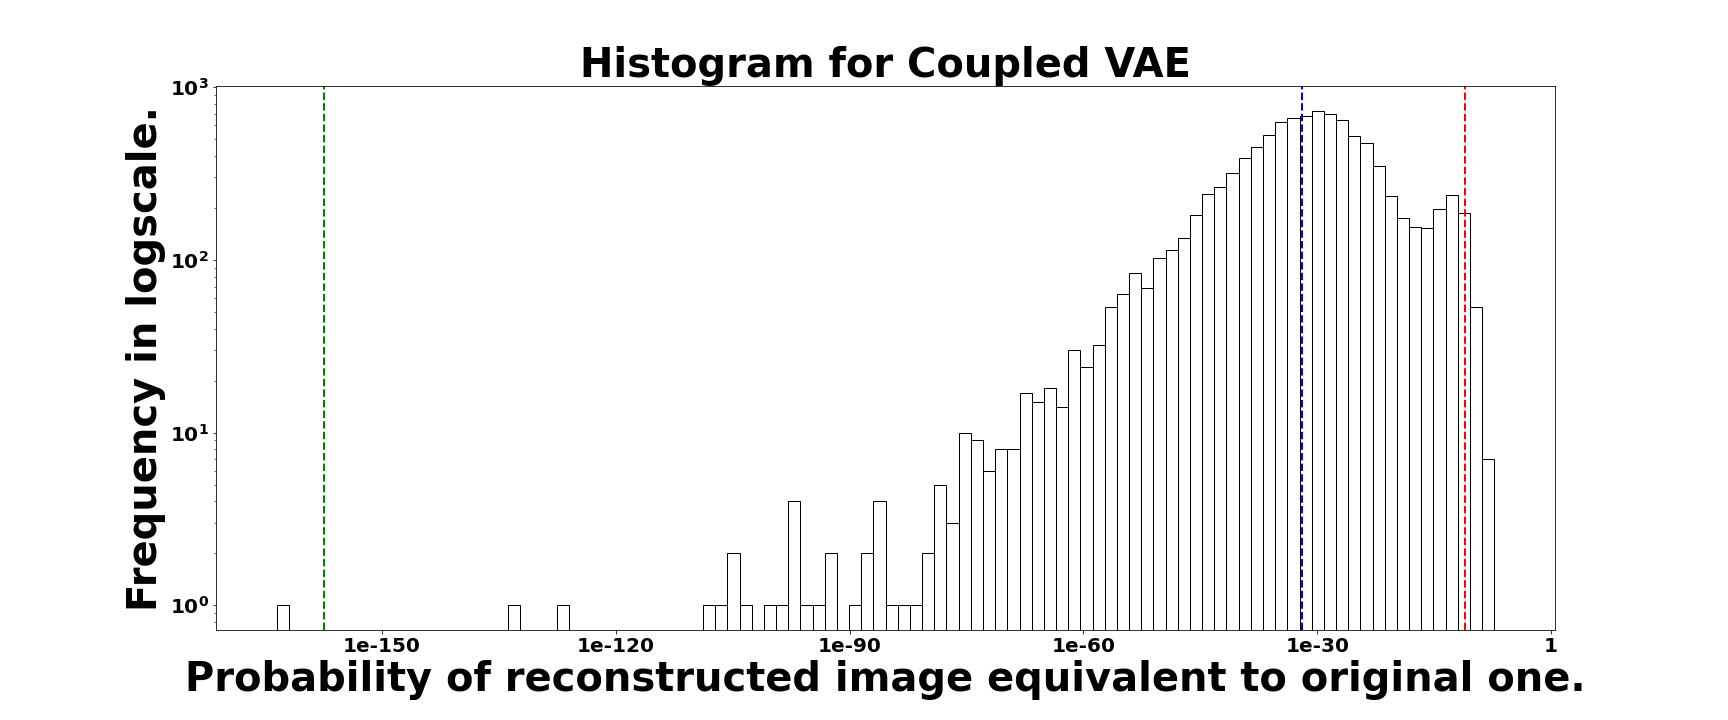 Histogram for Coupled VAE
Frequency in logscale.
10³
10²
10¹
10⁰
1e-150 1e-120 1e-90 1e-60 1e-30 1
Probability of reconstructed image equivalent to original one.